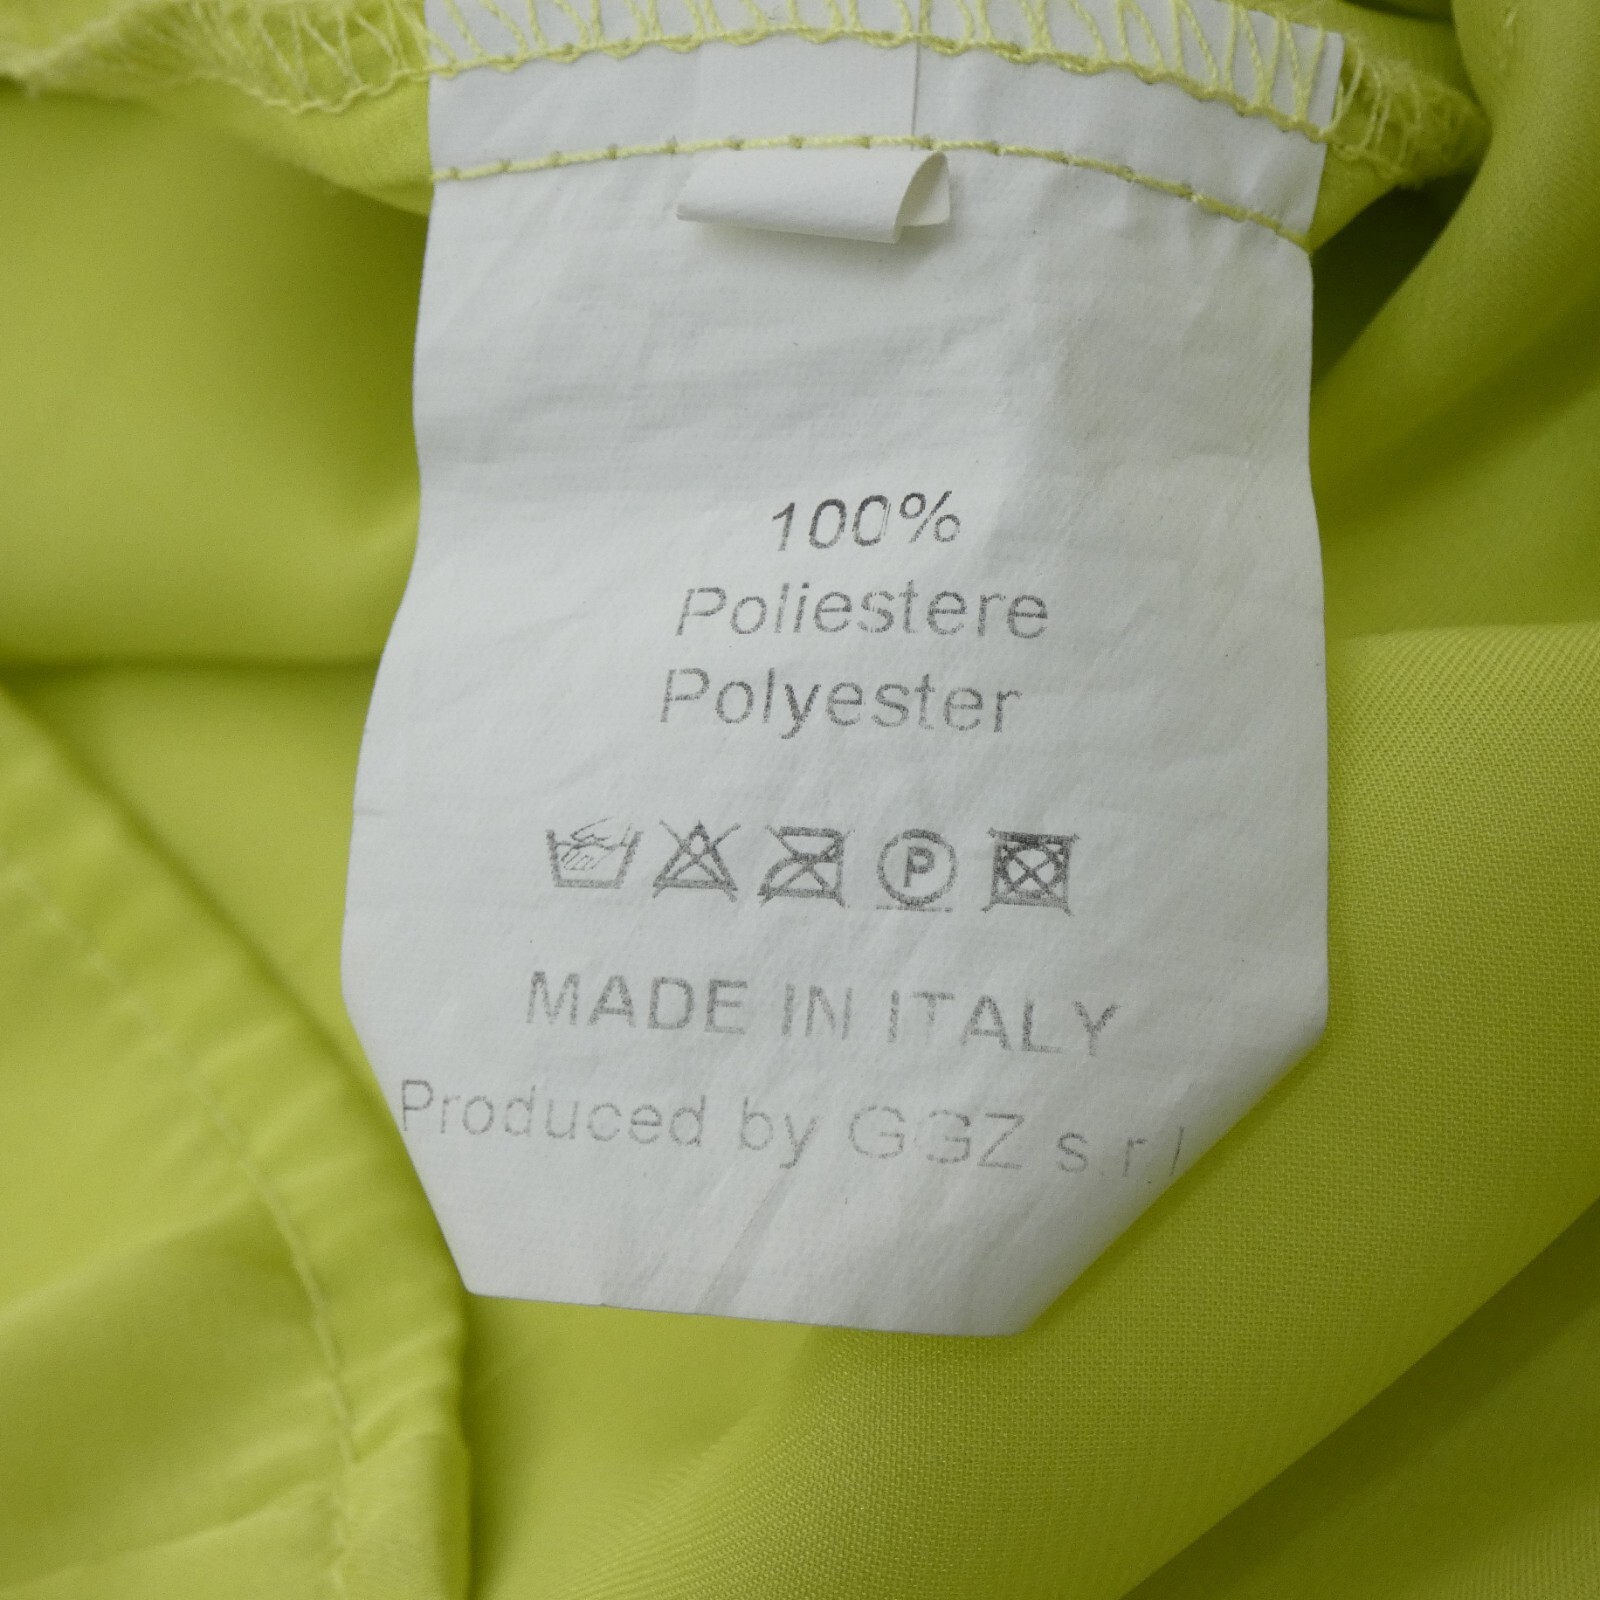 100%
Poliestere
Polyester
P
MADE IN ITALY
Produced by GGZ s.r.l